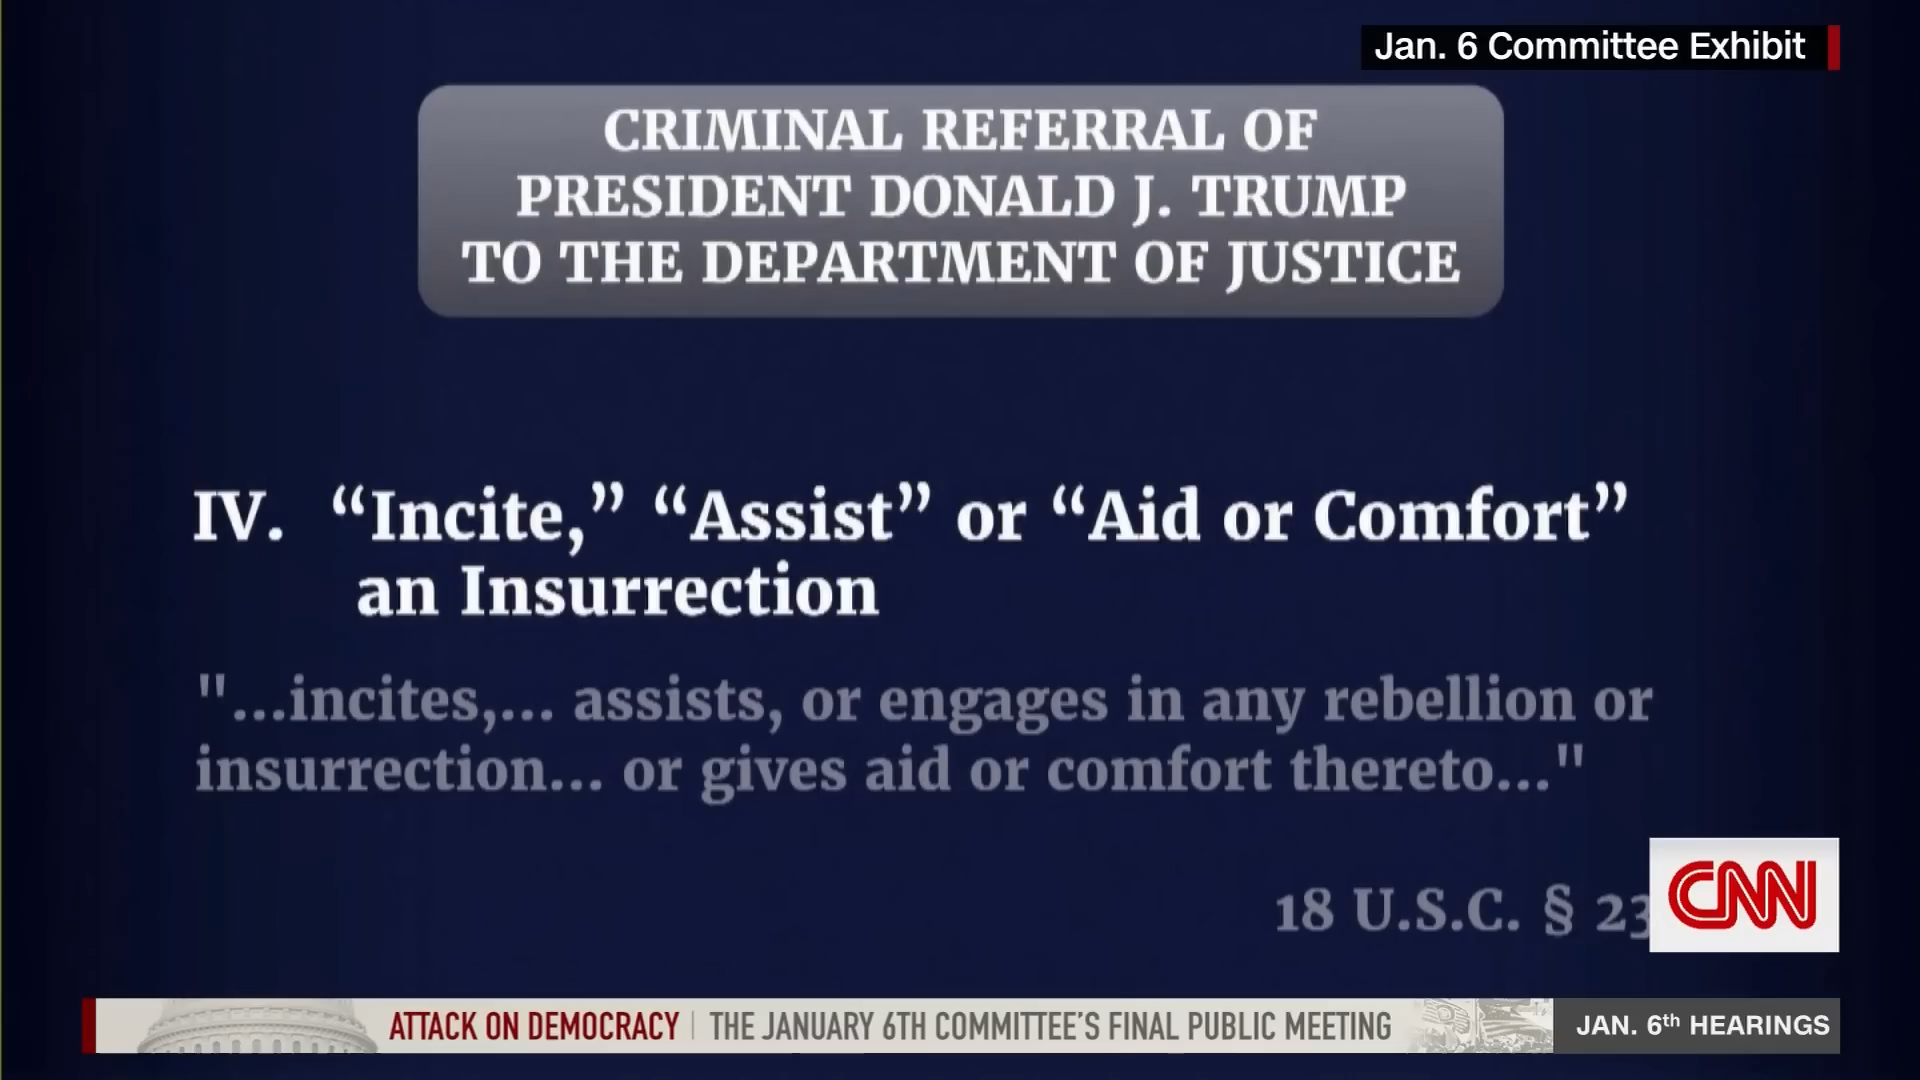 Jan. 6 Committee Exhibit
CRIMINAL REFERRAL OF
PRESIDENT DONALD J. TRUMP
TO THE DEPARTMENT OF JUSTICE
IV. “Incite,” “Assist” or “Aid or Comfort”
an Insurrection
"...incites,... assists, or engages in any rebellion or
insurrection... or gives aid or comfort thereto..."
18 U.S.C. § 23
CNN
ATTACK ON DEMOCRACY | THE JANUARY 6TH COMMITTEE'S FINAL PUBLIC MEETING
JAN. 6th HEARINGS